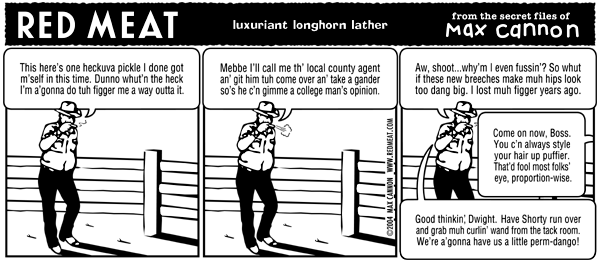 RED MEAT
luxuriant longhorn lather
from the secret files of
Max cannon
This here's one heckuva pickle I done got
m'self in this time. Dunno whut'n the heck
I'm a'gonna do tuh figger me a way outta it.
Mebbe I'll call me th' local county agent
an' git him tuh come over an' take a gander
so's he c'n gimme a college man's opinion.
©2004 MAX CANNON WWW.REDMEAT.COM
Aw, shoot...why'm I even fussin'? So whut
if these new breeches make muh hips look
too dang big. I lost muh figger years ago.
Come on now, Boss.
You c'n always style
your hair up puffier.
That'd fool most folks'
eye, proportion-wise.
Good thinkin', Dwight. Have Shorty run over
and grab muh curlin' wand from the tack room.
We're a'gonna have us a little perm-dango!